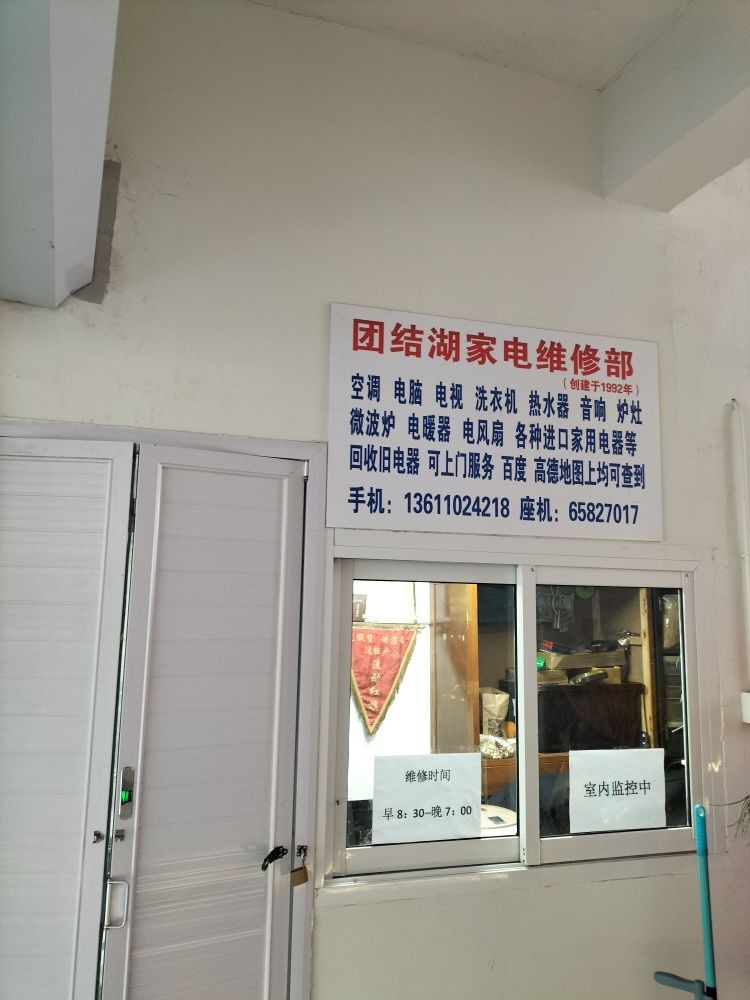 团结湖家电维修部
（创建于1992年）
空调 电脑 电视 洗衣机 热水器 音响 炉灶
微波炉 电暖器 电风扇 各种进口家用电器等
回收旧电器 可上门服务 百度 高德地图上均可查到
手机：13611024218 座机：65827017
流动红旗
维修时间
早 8：30—晚 7：00
室内监控中